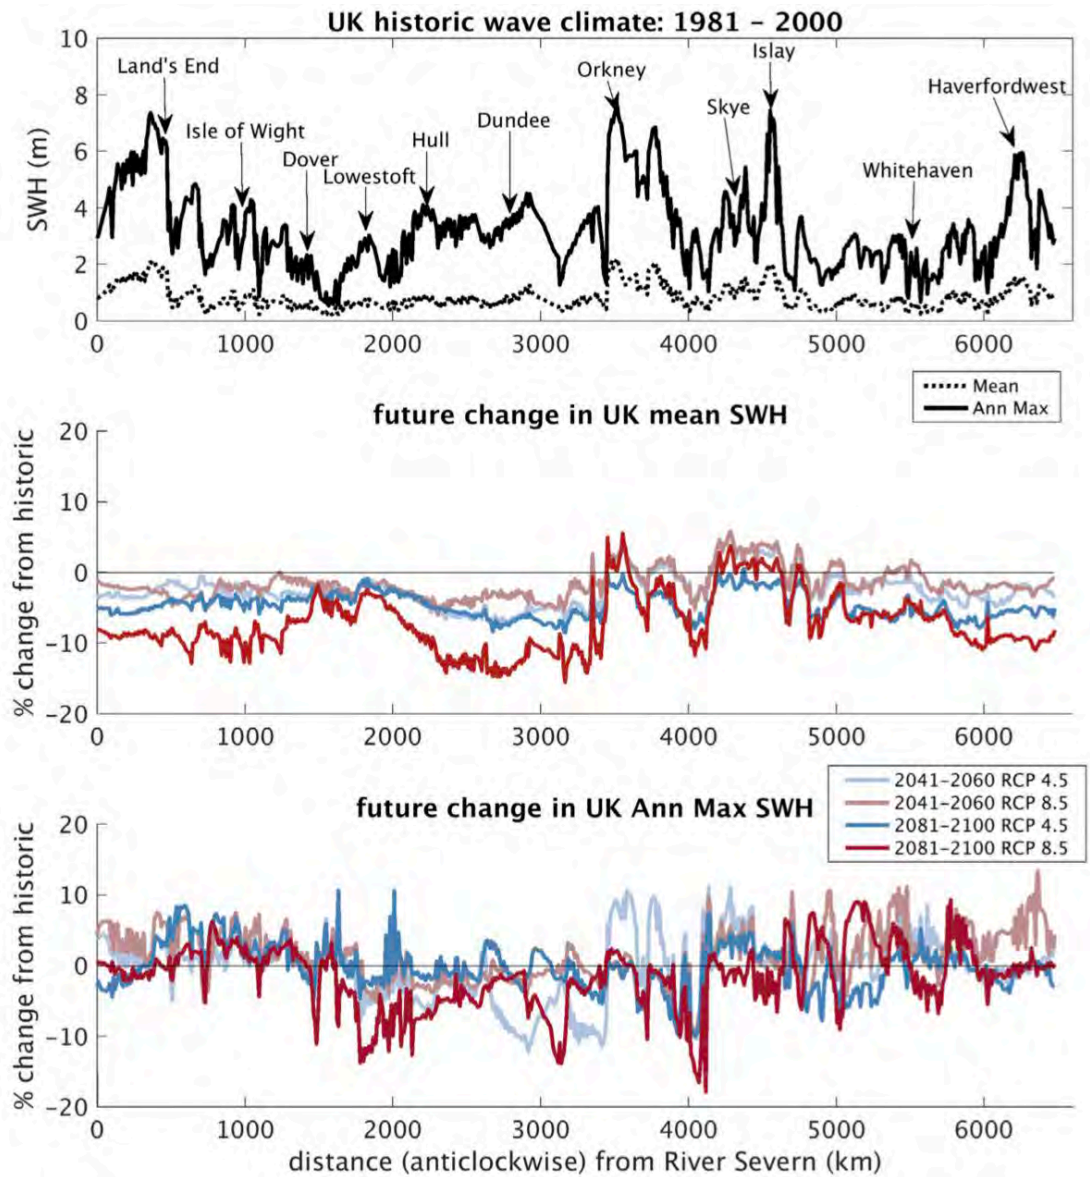 UK historic wave climate: 1981 – 2000
SWH (m)
10
8
6
4
2
0
Land's End
Isle of Wight
Dover
Lowestoft
Hull
Dundee
Orkney
Skye
Islay
Whitehaven
Haverfordwest
0 1000 2000 3000 4000 5000 6000
Mean
Ann Max
future change in UK mean SWH
% change from historic
20
10
0
-10
-20
0 1000 2000 3000 4000 5000 6000
2041–2060 RCP 4.5
2041–2060 RCP 8.5
2081–2100 RCP 4.5
2081–2100 RCP 8.5
future change in UK Ann Max SWH
% change from historic
20
10
0
-10
-20
0 1000 2000 3000 4000 5000 6000
distance (anticlockwise) from River Severn (km)